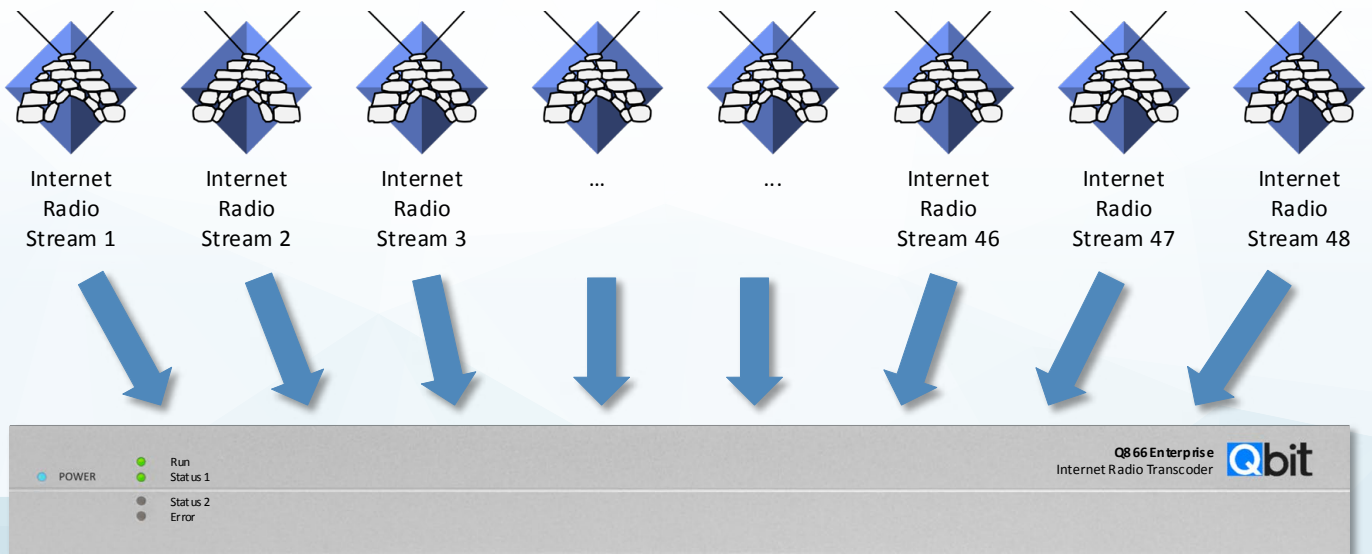 Internet
Radio
Stream 1
Internet
Radio
Stream 2
Internet
Radio
Stream 3
...
...
Internet
Radio
Stream 46
Internet
Radio
Stream 47
Internet
Radio
Stream 48
POWER
Run
Status 1
Status 2
Error
Q866 Enterprise
Internet Radio Transcoder
Qbit